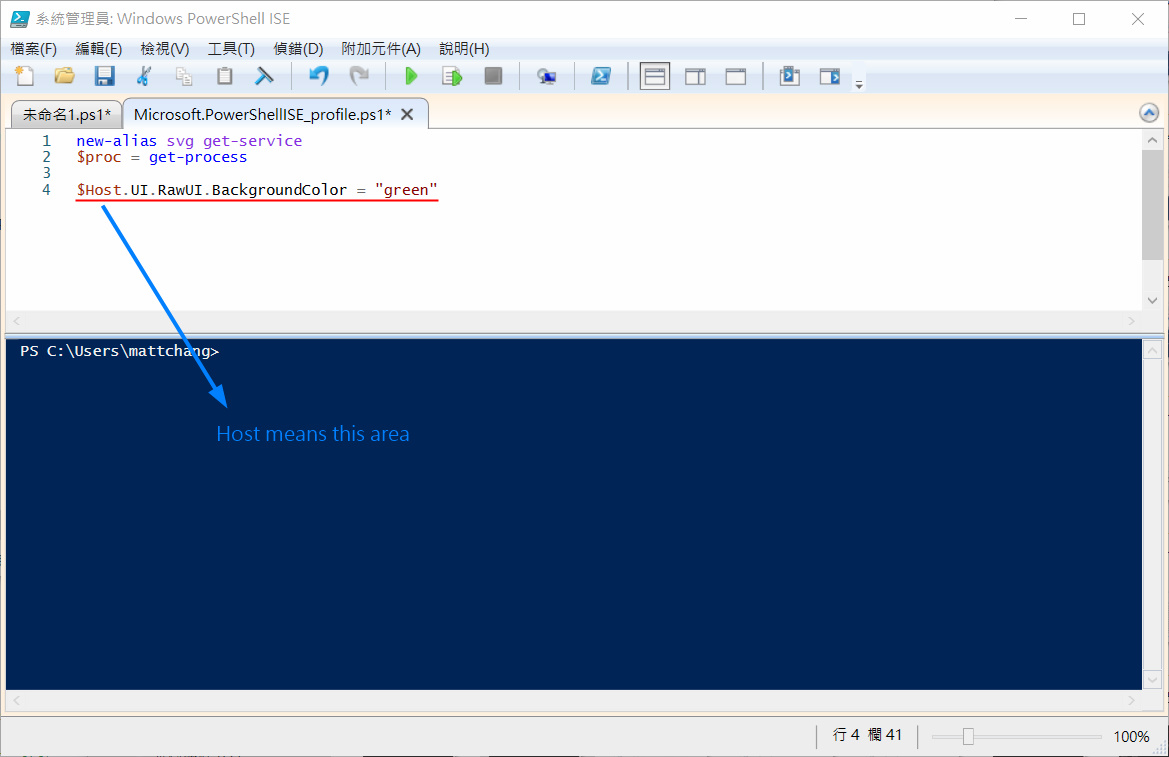 系統管理員: Windows PowerShell ISE
檔案(F) 編輯(E) 檢視(V) 工具(T) 偵錯(D) 附加元件(A) 說明(H)
未命名1.ps1* Microsoft.PowerShellISE_profile.ps1*
1 new-alias svg get-service
2 $proc = get-process
3
4 $Host.UI.RawUI.BackgroundColor = "green"
PS C:\Users\mattchang>
Host means this area
行 4 欄 41 100%